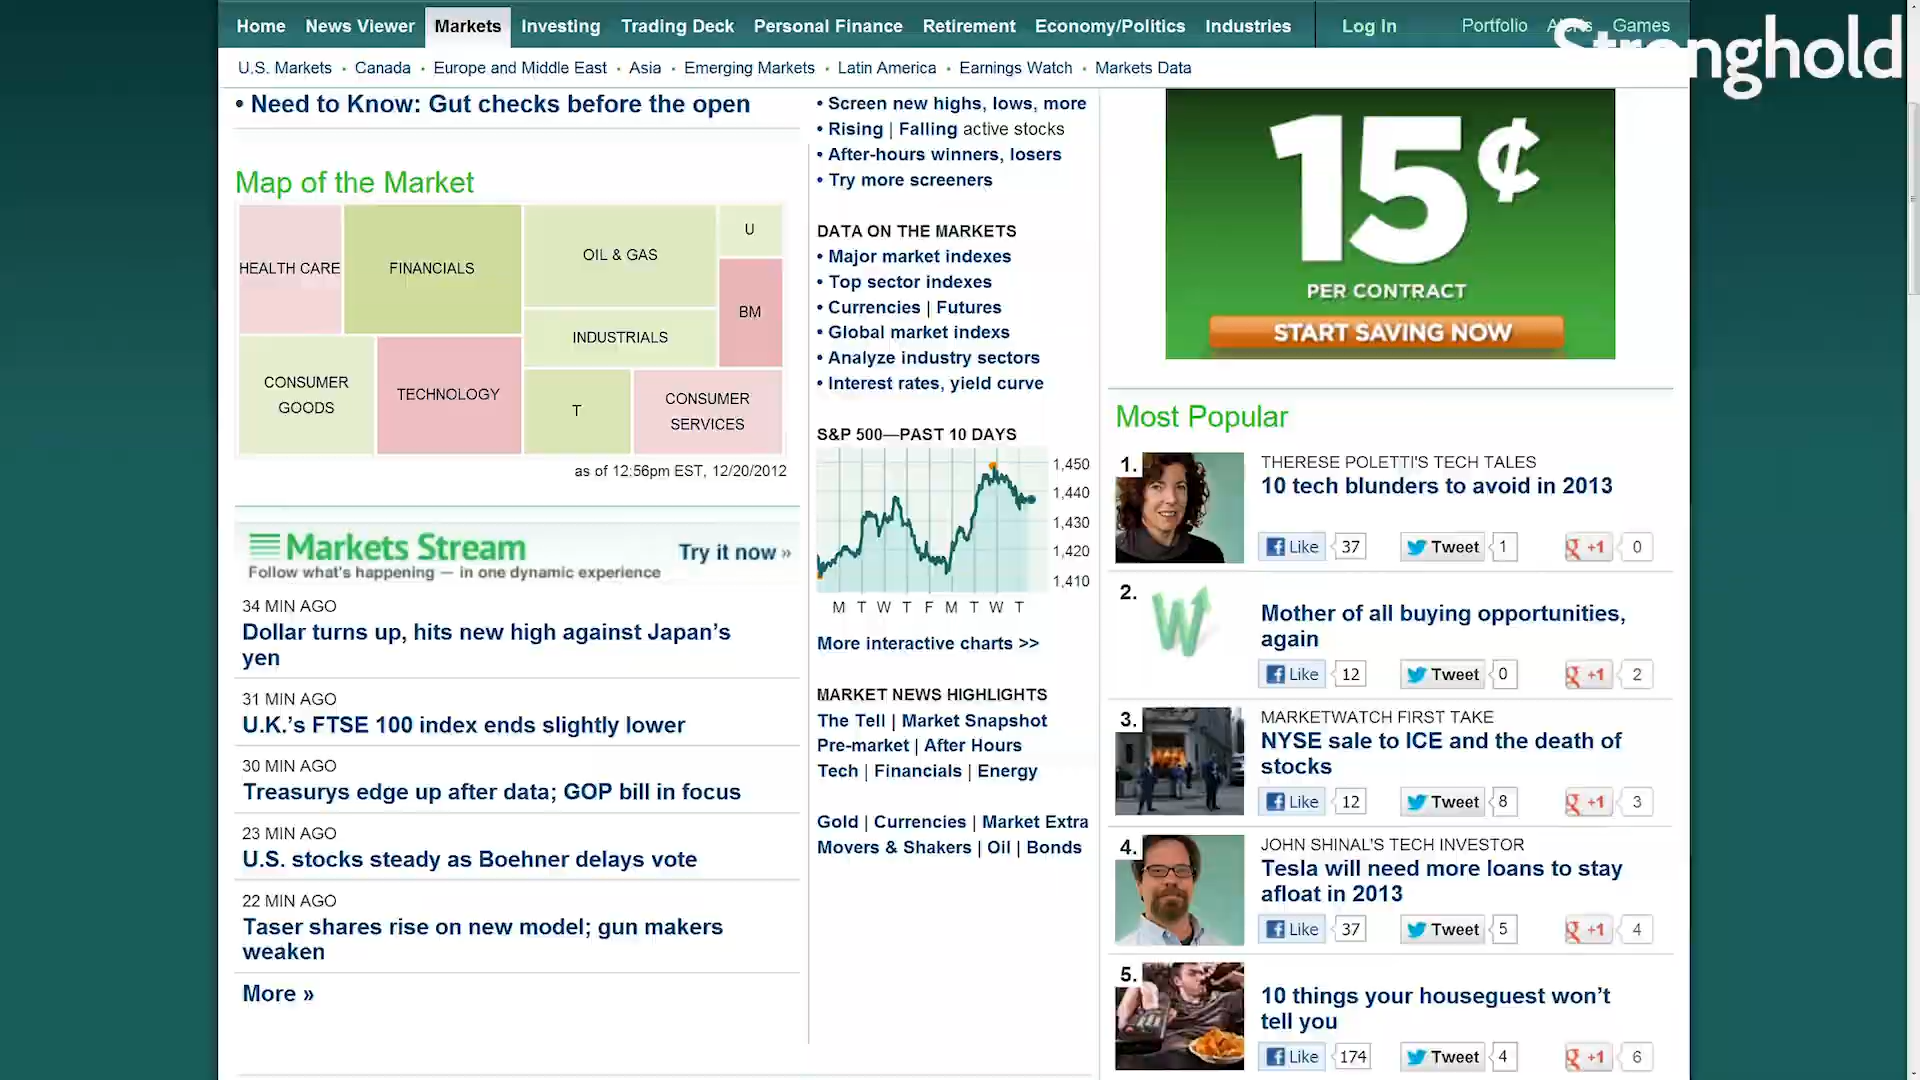 Home News Viewer Markets Investing Trading Deck Personal Finance Retirement Economy/Politics Industries Log In Portfolio Alerts Games
Stronghold
U.S. Markets • Canada • Europe and Middle East • Asia • Emerging Markets • Latin America • Earnings Watch • Markets Data
• Need to Know: Gut checks before the open
Map of the Market
HEALTH CARE
FINANCIALS
OIL & GAS
U
BM
INDUSTRIALS
CONSUMER
GOODS
TECHNOLOGY
T
CONSUMER
SERVICES
as of 12:56pm EST, 12/20/2012
Markets Stream
Try it now »
Follow what's happening — in one dynamic experience
34 MIN AGO
Dollar turns up, hits new high against Japan’s
yen
31 MIN AGO
U.K.’s FTSE 100 index ends slightly lower
30 MIN AGO
Treasurys edge up after data; GOP bill in focus
23 MIN AGO
U.S. stocks steady as Boehner delays vote
22 MIN AGO
Taser shares rise on new model; gun makers
weaken
More »
• Screen new highs, lows, more
• Rising | Falling active stocks
• After-hours winners, losers
• Try more screeners
DATA ON THE MARKETS
• Major market indexes
• Top sector indexes
• Currencies | Futures
• Global market indexs
• Analyze industry sectors
• Interest rates, yield curve
S&P 500—PAST 10 DAYS
1,450
1,440
1,430
1,420
1,410
M T W T F M T W T
More interactive charts >>
MARKET NEWS HIGHLIGHTS
The Tell | Market Snapshot
Pre-market | After Hours
Tech | Financials | Energy
Gold | Currencies | Market Extra
Movers & Shakers | Oil | Bonds
15¢
PER CONTRACT
START SAVING NOW
Most Popular
1.
THERESE POLETTI'S TECH TALES
10 tech blunders to avoid in 2013
Like 37 Tweet 1 +1 0
2.
Mother of all buying opportunities,
again
Like 12 Tweet 0 +1 2
3.
MARKETWATCH FIRST TAKE
NYSE sale to ICE and the death of
stocks
Like 12 Tweet 8 +1 3
4.
JOHN SHINAL'S TECH INVESTOR
Tesla will need more loans to stay
afloat in 2013
Like 37 Tweet 5 +1 4
5.
10 things your houseguest won’t
tell you
Like 174 Tweet 4 +1 6